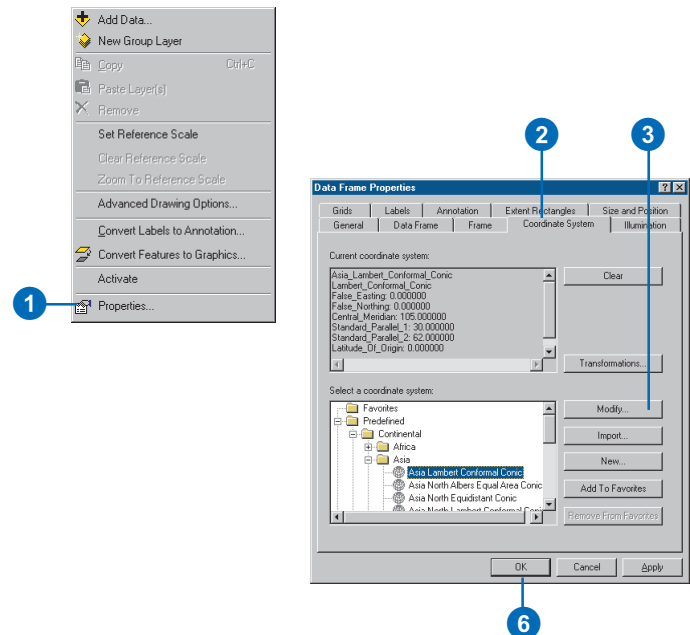 Add Data...
New Group Layer
Copy Ctrl+C
Paste Layer(s)
Remove
Set Reference Scale
Clear Reference Scale
Zoom To Reference Scale
Advanced Drawing Options...
Convert Labels to Annotation...
Convert Features to Graphics...
Activate
1 Properties...
2 3
Data Frame Properties
Grids Labels Annotation Extent Rectangles Size and Position
General Data Frame Frame Coordinate System Illumination
Current coordinate system:
Asia_Lambert_Conformal_Conic
Lambert_Conformal_Conic
False_Easting: 0.000000
False_Northing: 0.000000
Central_Meridian: 105.000000
Standard_Parallel_1: 30.000000
Standard_Parallel_2: 62.000000
Latitude_Of_Origin: 0.000000
Clear
Transformations...
Select a coordinate system:
Favorites
Predefined
Continental
Africa
Asia
Asia Lambert Conformal Conic
Asia North Albers Equal Area Conic
Asia North Equidistant Conic
Asia North Lambert Conformal Coni
Modify...
Import...
New...
Add To Favorites
Remove From Favorites
OK Cancel Apply
6